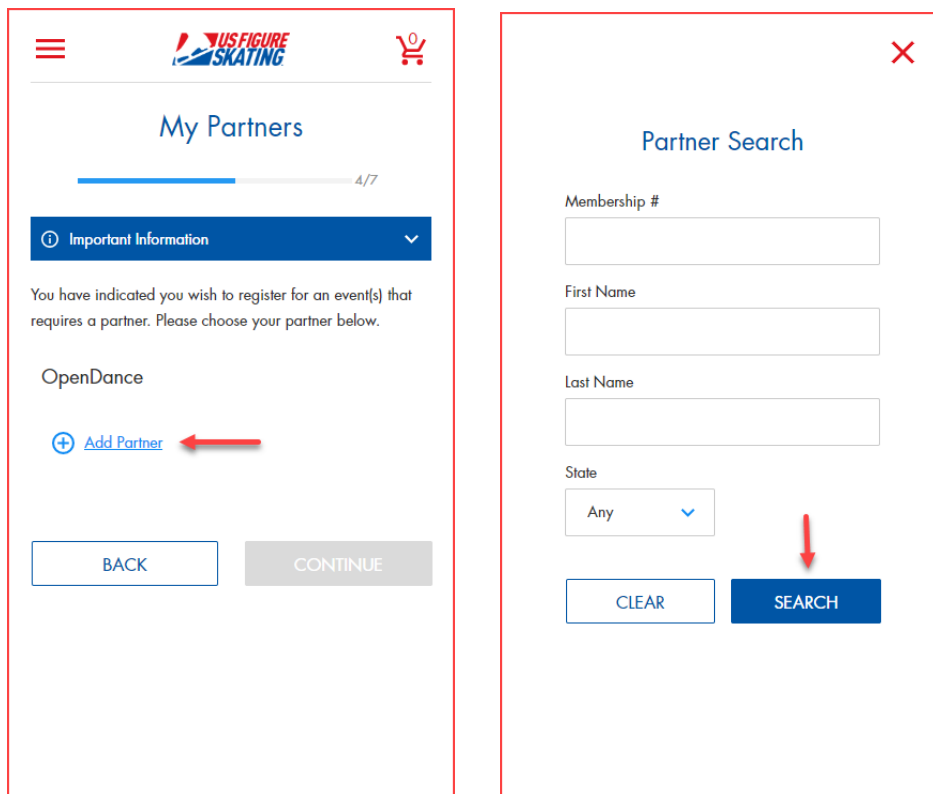 US FIGURE
SKATING
0
My Partners
4/7
Important Information
You have indicated you wish to register for an event(s) that
requires a partner. Please choose your partner below.
OpenDance
Add Partner
BACK
CONTINUE
Partner Search
Membership #
First Name
Last Name
State
Any
CLEAR
SEARCH